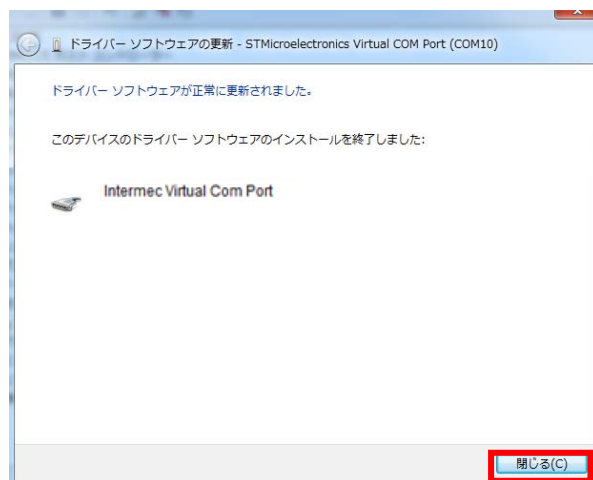 ドライバー ソフトウェアの更新 - STMicroelectronics Virtual COM Port (COM10)
ドライバー ソフトウェアが正常に更新されました。
このデバイスのドライバー ソフトウェアのインストールを終了しました:
Intermec Virtual Com Port
閉じる(C)